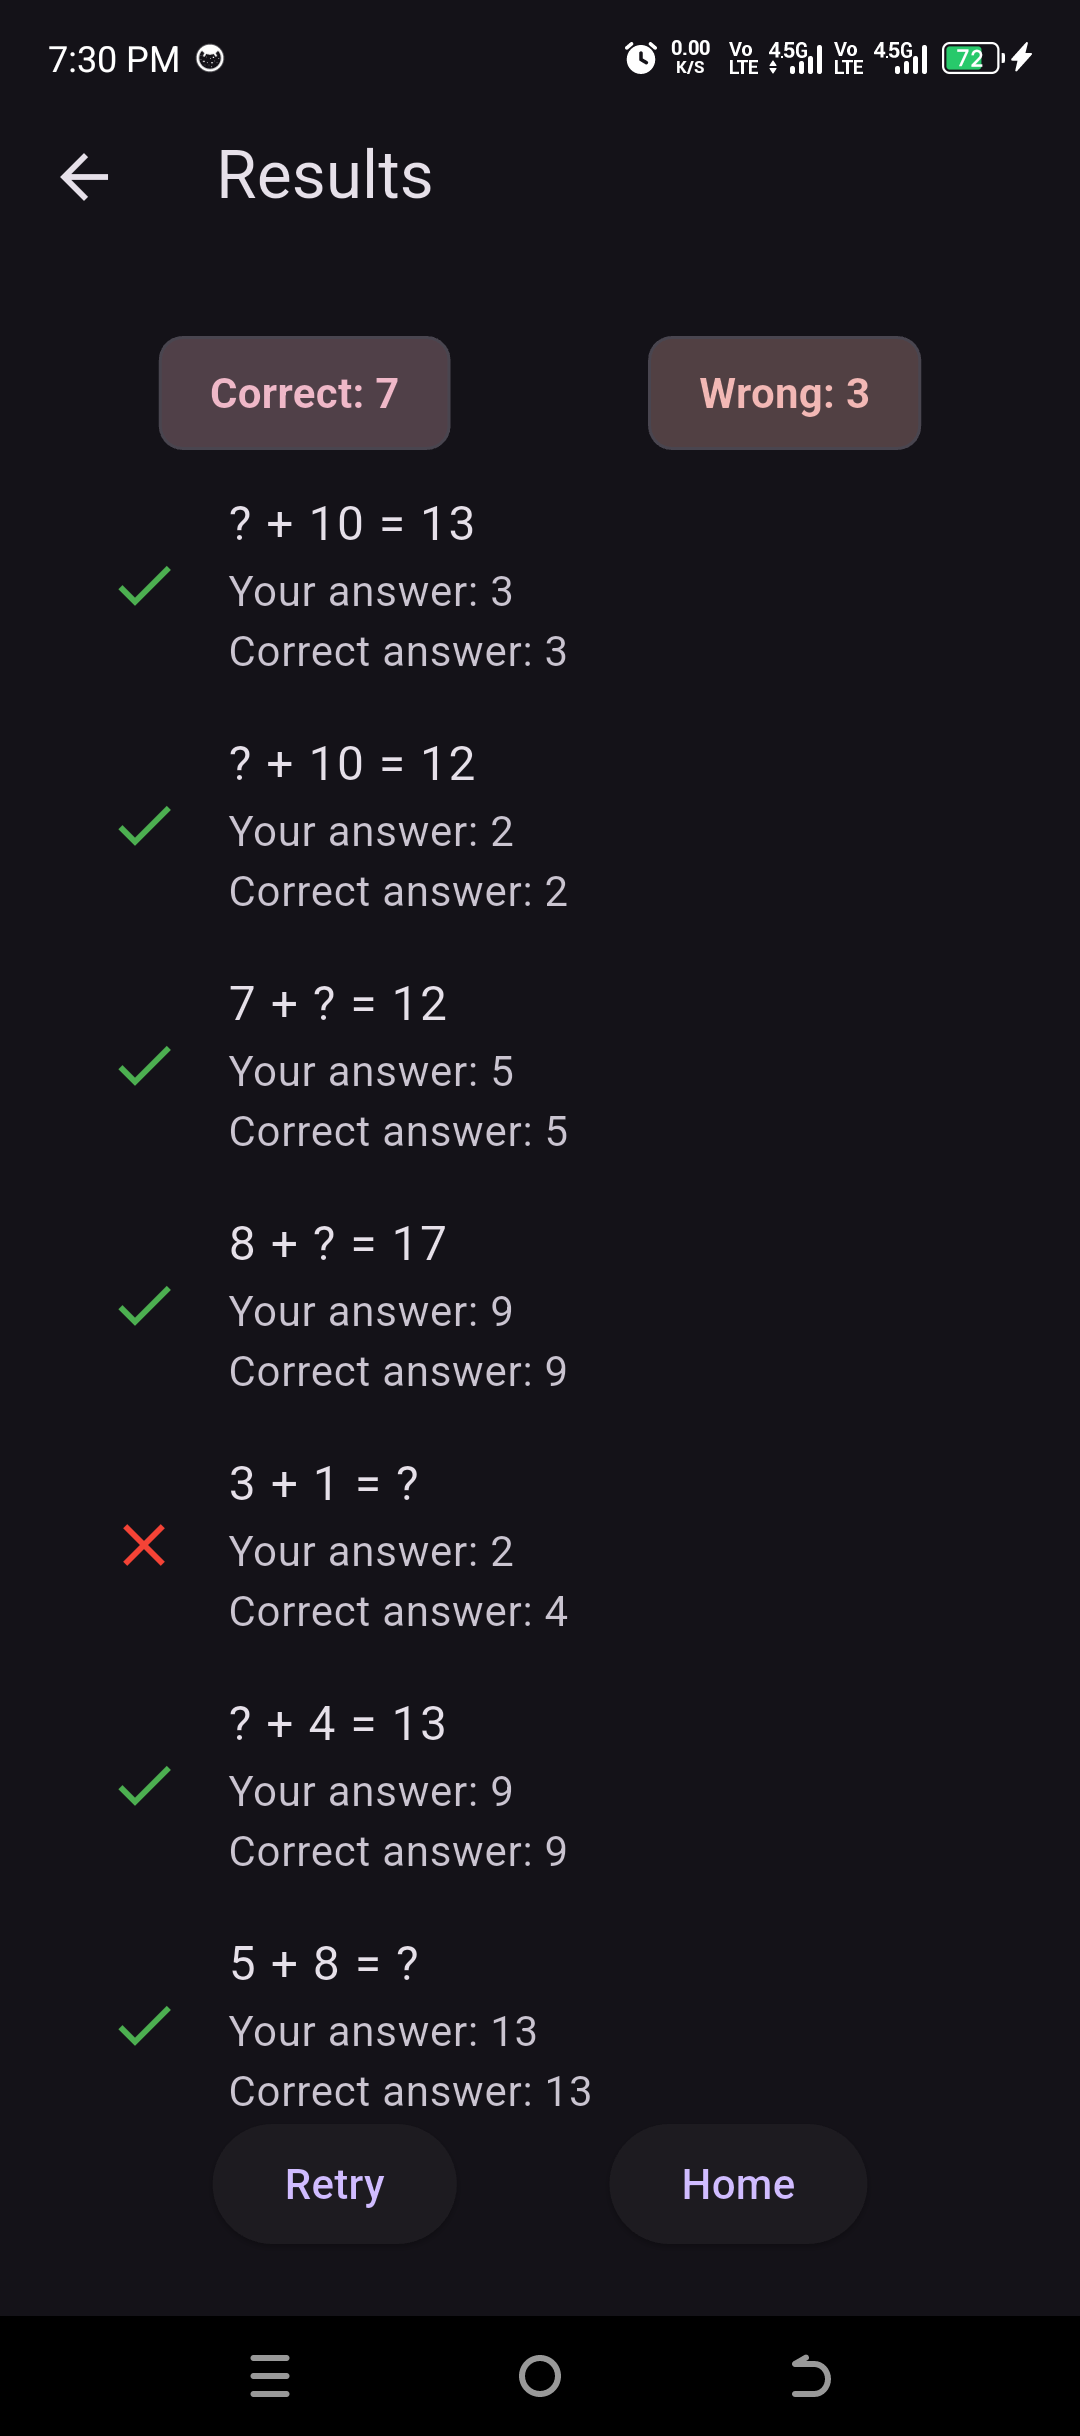 7:30 PM 0.00 K/S Vo LTE 4.5G Vo LTE 4.5G 72
Results
Correct: 7 Wrong: 3
? + 10 = 13
Your answer: 3
Correct answer: 3
? + 10 = 12
Your answer: 2
Correct answer: 2
7 + ? = 12
Your answer: 5
Correct answer: 5
8 + ? = 17
Your answer: 9
Correct answer: 9
3 + 1 = ?
Your answer: 2
Correct answer: 4
? + 4 = 13
Your answer: 9
Correct answer: 9
5 + 8 = ?
Your answer: 13
Correct answer: 13
Retry Home